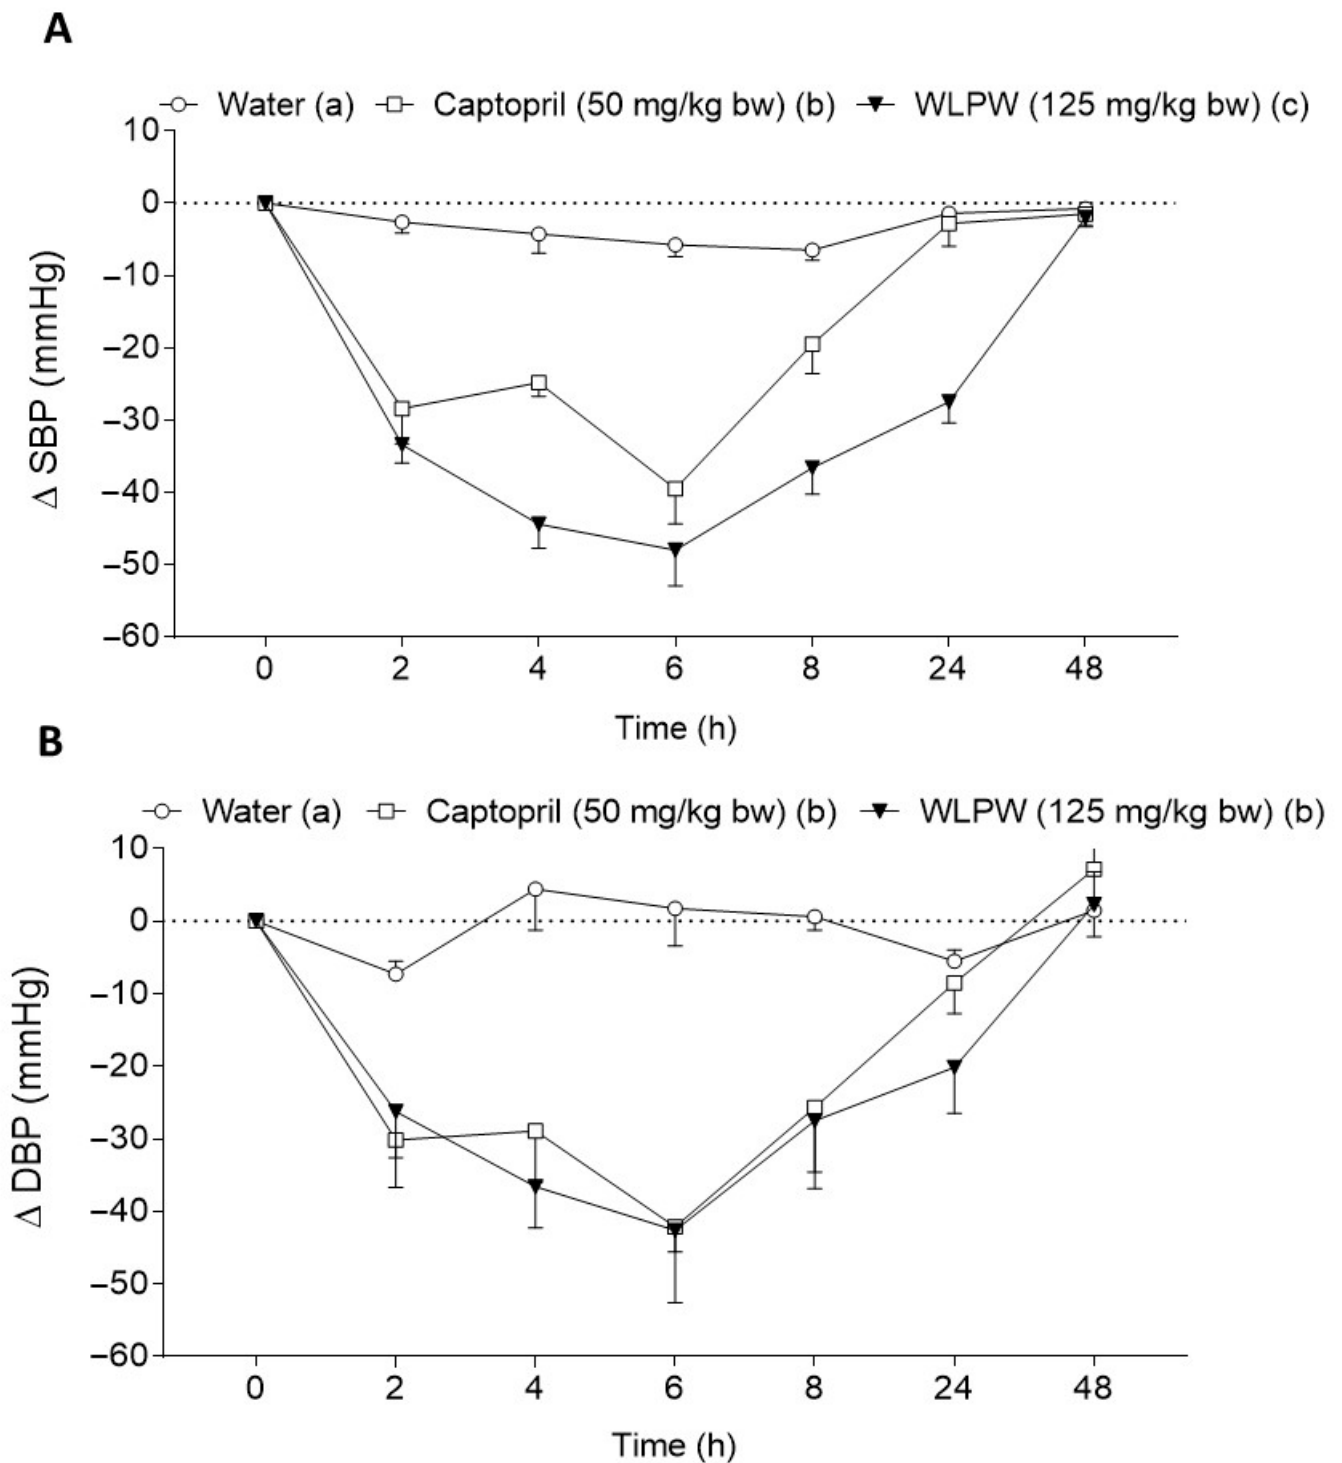 A
Water (a) Captopril (50 mg/kg bw) (b) WLPW (125 mg/kg bw) (c)
10
0
−10
−20
−30
−40
−50
−60
Δ SBP (mmHg)
0 2 4 6 8 24 48
Time (h)
B
Water (a) Captopril (50 mg/kg bw) (b) WLPW (125 mg/kg bw) (b)
10
0
−10
−20
−30
−40
−50
−60
Δ DBP (mmHg)
0 2 4 6 8 24 48
Time (h)